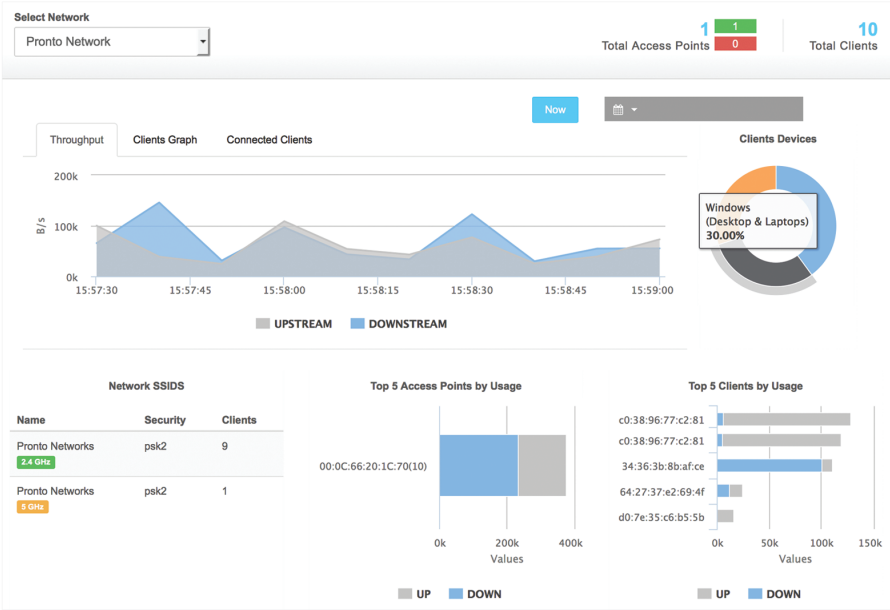 Select Network
Pronto Network
1
1
0
Total Access Points
10
Total Clients
Now
Throughput
Clients Graph
Connected Clients
Clients Devices
200k
100k
0k
B/s
15:57:30
15:57:45
15:58:00
15:58:15
15:58:30
15:58:45
15:59:00
UPSTREAM
DOWNSTREAM
Windows
(Desktop & Laptops)
30.00%
Network SSIDS
Name Security Clients
Pronto Networks psk2 9
2.4 GHz
Pronto Networks psk2 1
5 GHz
Top 5 Access Points by Usage
00:0C:66:20:1C:70(10)
0k 200k 400k
Values
UP DOWN
Top 5 Clients by Usage
c0:38:96:77:c2:81
c0:38:96:77:c2:81
34:36:3b:8b:af:ce
64:27:37:e2:69:4f
d0:7e:35:c6:b5:5b
0k 50k 100k 150k
Values
UP DOWN